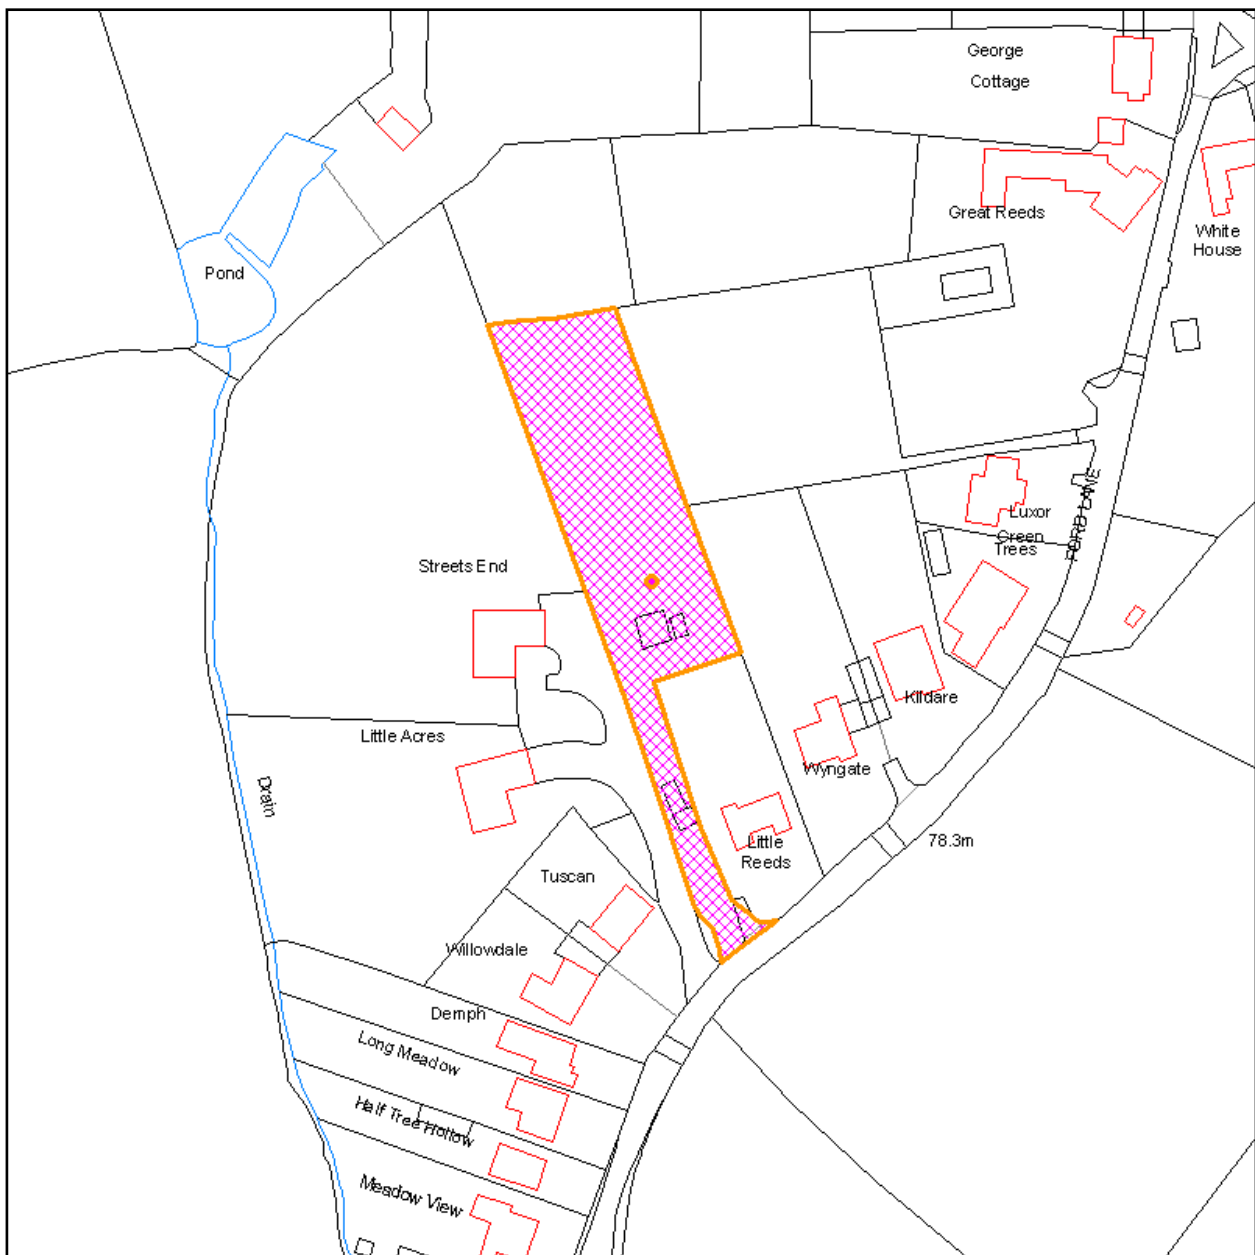 George
Cottage
Great Reeds
White
House
Pond
FORD LANE
Luxor
Green
Trees
Streets End
Kildare
Little Acres
Wyngate
Drain
78.3m
Little
Reeds
Tuscan
Willowdale
Demph
Long Meadow
Half Tree Hollow
Meadow View